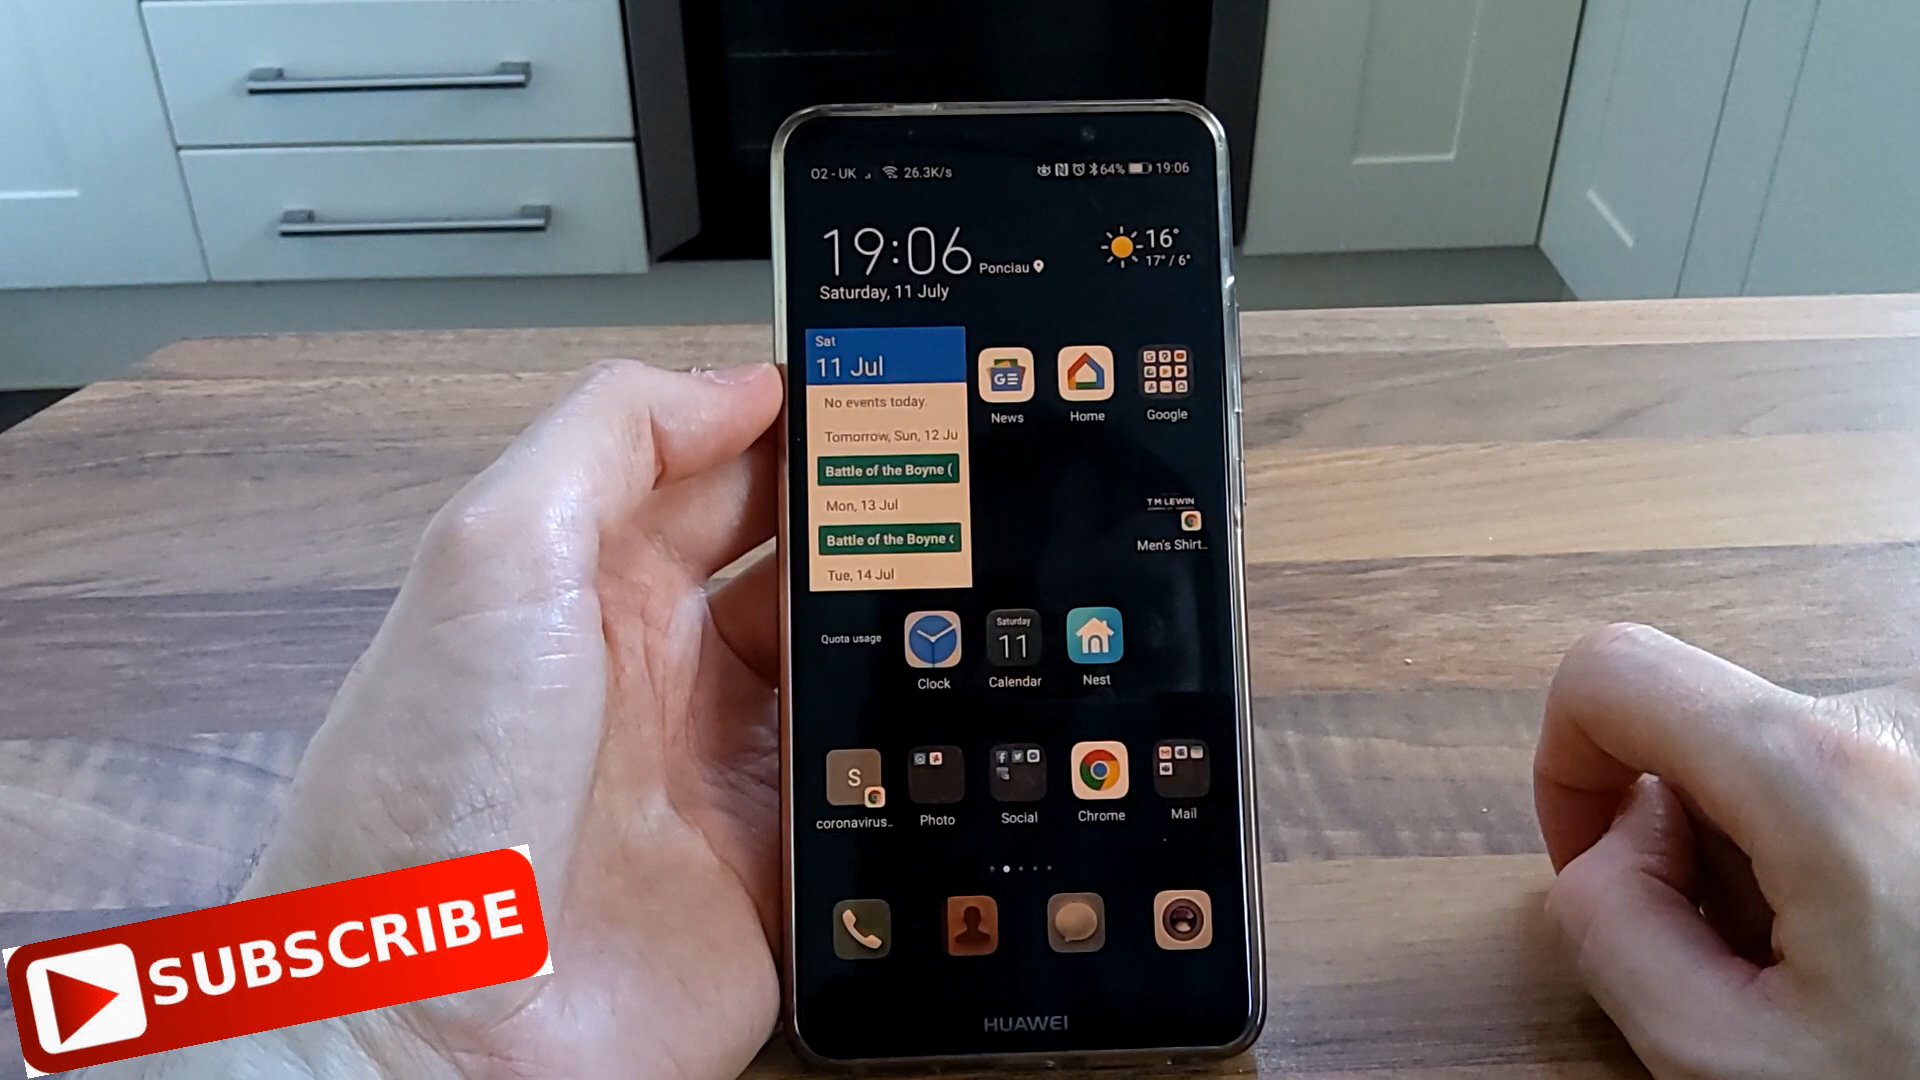 O2 - UK 26.3K/s 64% 19:06
19:06
Ponciau
16°
17° / 6°
Saturday, 11 July
Sat
11 Jul
No events today.
Tomorrow, Sun, 12 Ju
Battle of the Boyne (
Mon, 13 Jul
Battle of the Boyne
Tue, 14 Jul
News
Home
Google
T M LEWIN
Men's Shirt..
Quota usage
Clock
Saturday
11
Calendar
Nest
S
coronavirus..
Photo
Social
Chrome
Mail
HUAWEI
SUBSCRIBE